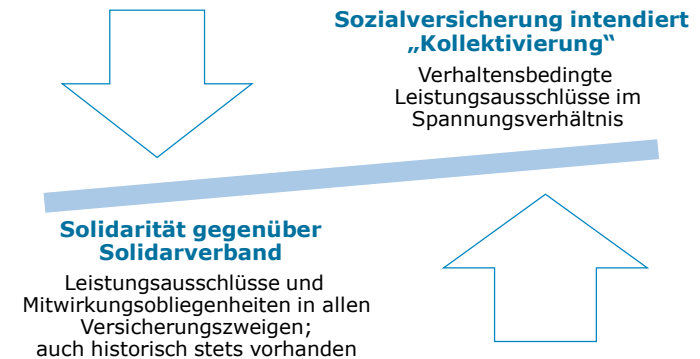 Sozialversicherung intendiert
„Kollektivierung“
Verhaltensbedingte
Leistungsausschlüsse im
Spannungsverhältnis
Solidarität gegenüber
Solidarverband
Leistungsausschlüsse und
Mitwirkungsobliegenheiten in allen
Versicherungszweigen;
auch historisch stets vorhanden